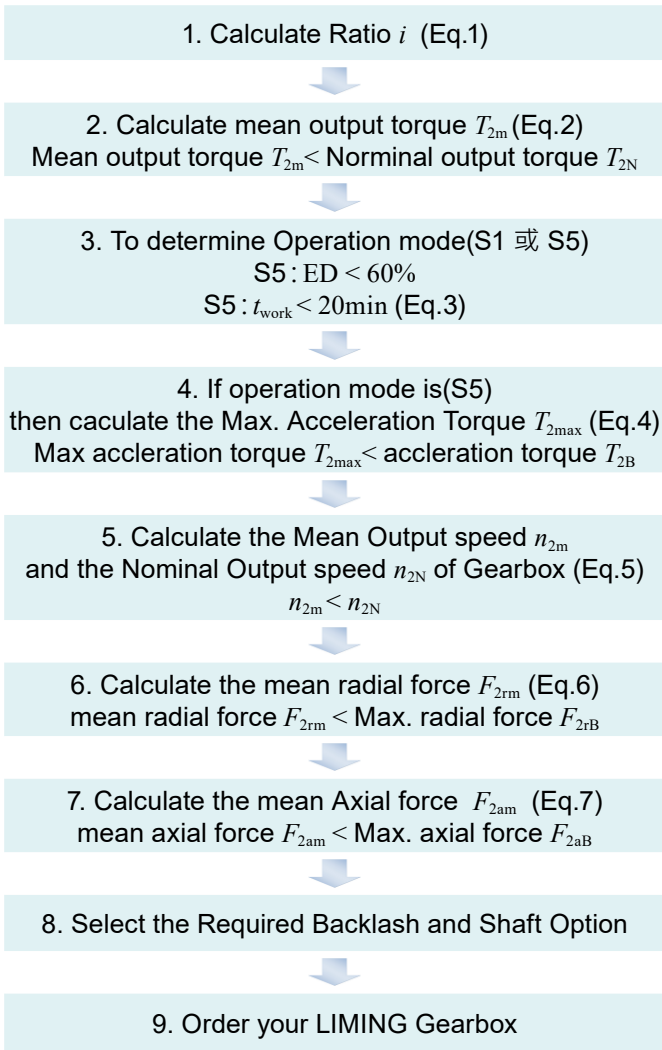 1. Calculate Ratio i (Eq.1)
2. Calculate mean output torque T2m (Eq.2)
Mean output torque T2m< Norminal output torque T2N
3. To determine Operation mode(S1 或 S5)
S5 : ED < 60%
S5 : twork < 20min (Eq.3)
4. If operation mode is(S5)
then caculate the Max. Acceleration Torque T2max (Eq.4)
Max accleration torque T2max< accleration torque T2B
5. Calculate the Mean Output speed n2m
and the Nominal Output speed n2N of Gearbox (Eq.5)
n2m < n2N
6. Calculate the mean radial force F2rm (Eq.6)
mean radial force F2rm < Max. radial force F2rB
7. Calculate the mean Axial force F2am (Eq.7)
mean axial force F2am < Max. axial force F2aB
8. Select the Required Backlash and Shaft Option
9. Order your LIMING Gearbox